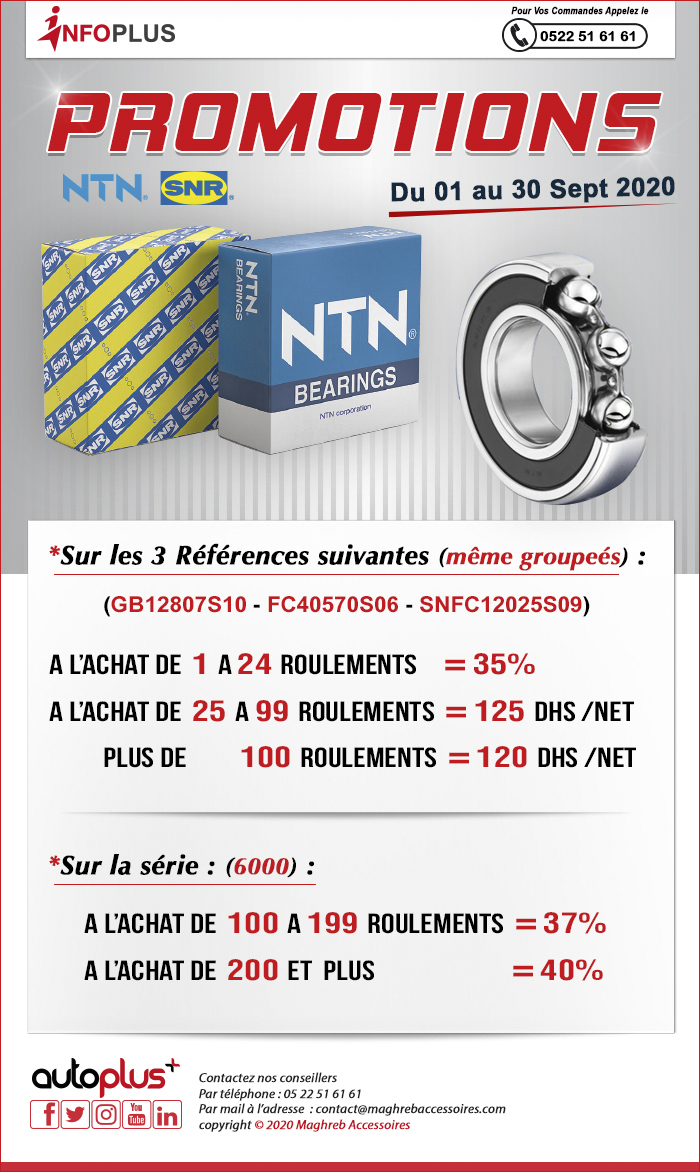 INFOPLUS
Pour Vos Commandes Appelez le
0522 51 61 61
PROMOTIONS
NTN® SNR®
Du 01 au 30 Sept 2020
SNR
NTN
BEARINGS
NTN®
BEARINGS
NTN corporation
*Sur les 3 Références suivantes (même groupeés) :
(GB12807S10 - FC40570S06 - SNFC12025S09)
A L'ACHAT DE 1 A 24 ROULEMENTS = 35%
A L'ACHAT DE 25 A 99 ROULEMENTS = 125 DHS /NET
PLUS DE 100 ROULEMENTS = 120 DHS /NET
*Sur la série : (6000) :
A L'ACHAT DE 100 A 199 ROULEMENTS = 37%
A L'ACHAT DE 200 ET PLUS = 40%
autoplus+
Contactez nos conseillers
Par téléphone : 05 22 51 61 61
Par mail à l'adresse : contact@maghrebaccessoires.com
copyright © 2020 Maghreb Accessoires
You Tube